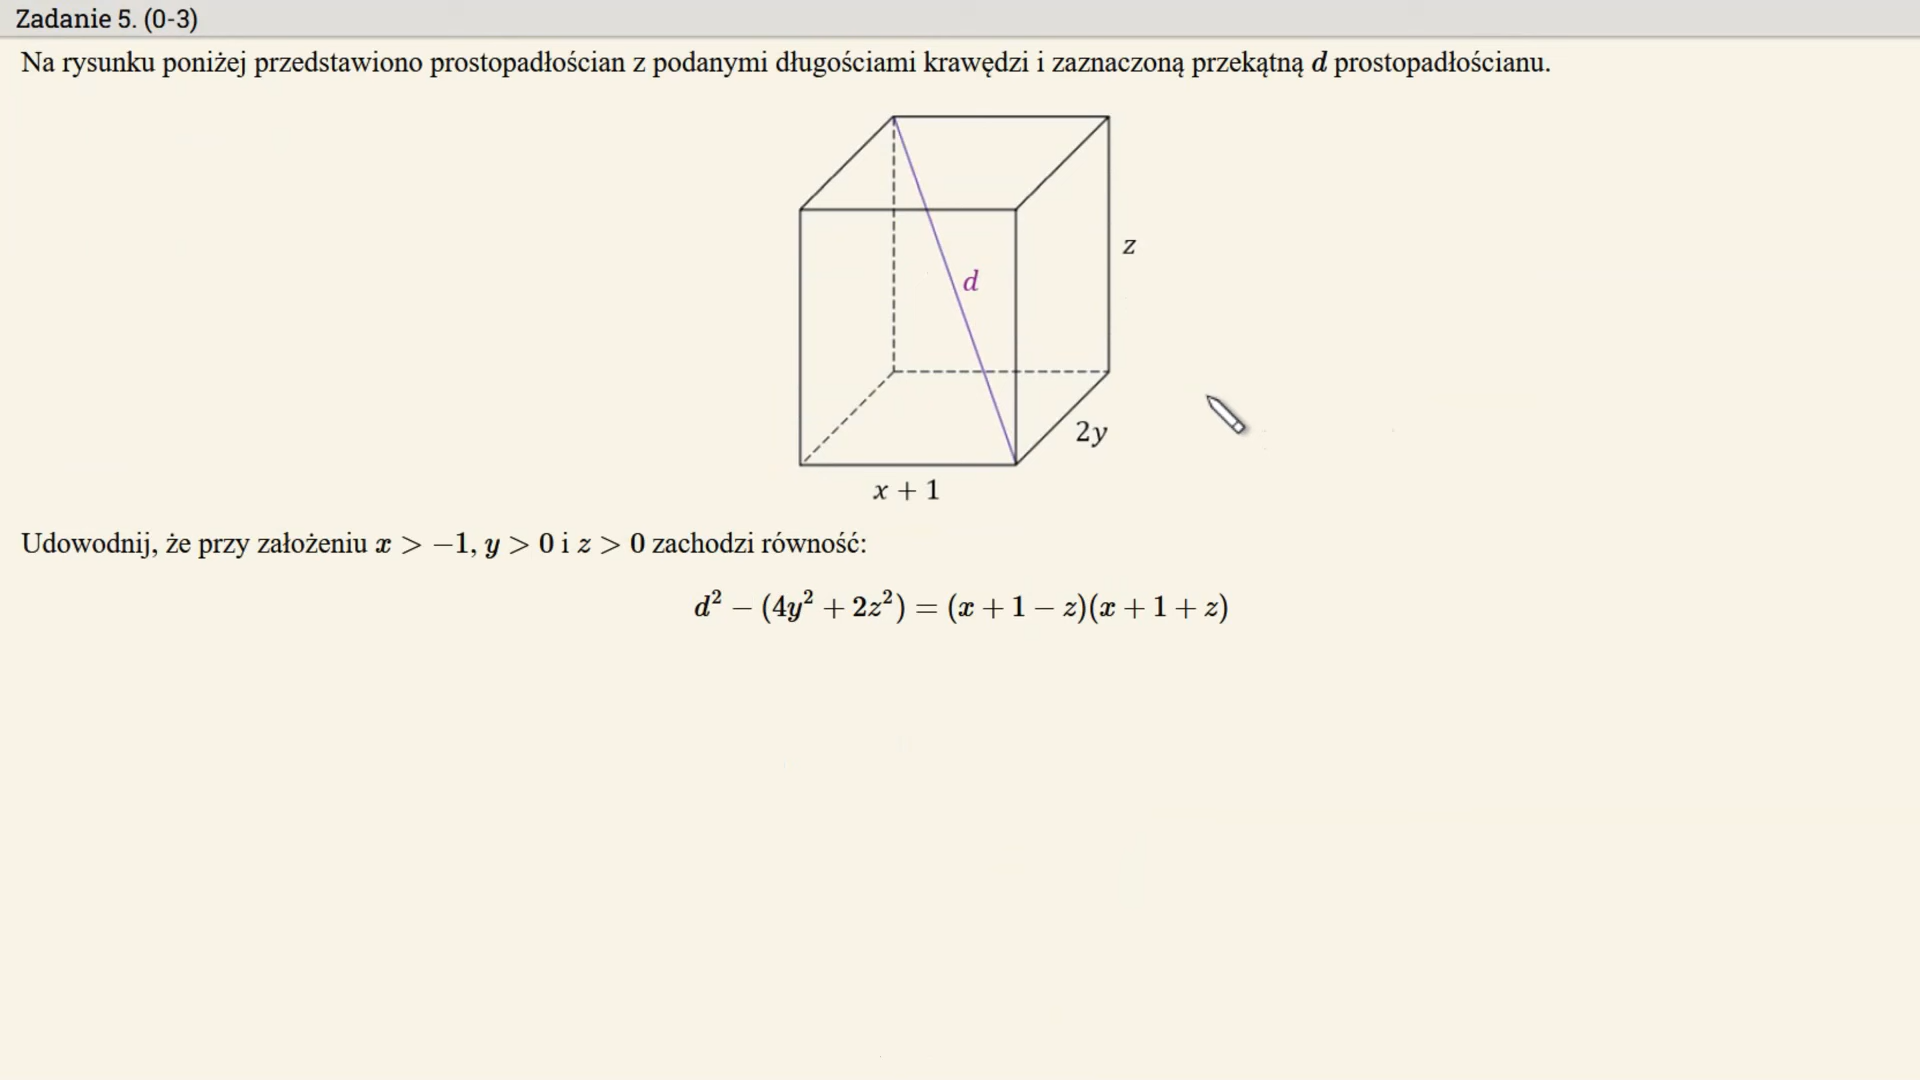 Zadanie 5. (0-3)
Na rysunku poniżej przedstawiono prostopadłościan z podanymi długościami krawędzi i zaznaczoną przekątną d prostopadłościanu.
z
d
2y
x + 1
Udowodnij, że przy założeniu x > −1, y > 0 i z > 0 zachodzi równość:
d² − (4y² + 2z²) = (x + 1 − z)(x + 1 + z)